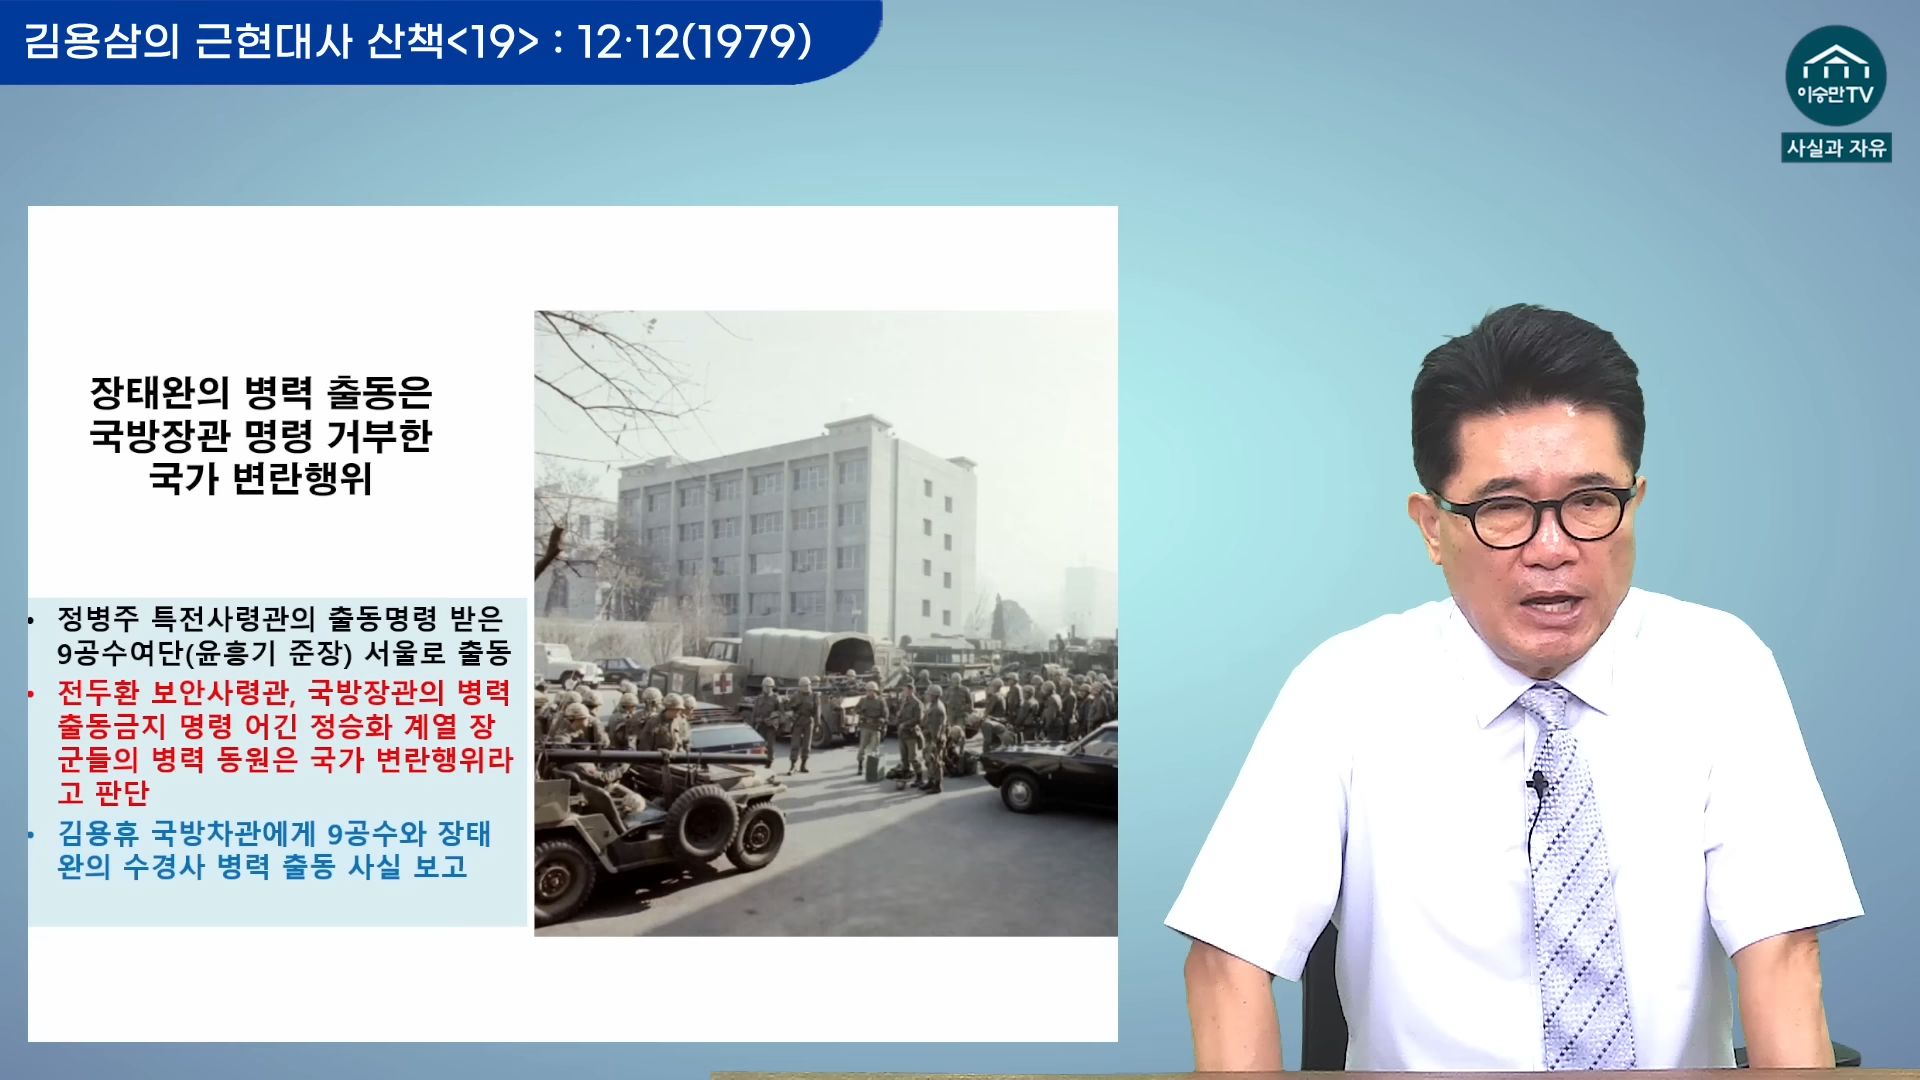 김용삼의 근현대사 산책<19> : 12·12(1979)
이승만TV
사실과 자유
장태완의 병력 출동은
국방장관 명령 거부한
국가 변란행위
• 정병주 특전사령관의 출동명령 받은
9공수여단(윤흥기 준장) 서울로 출동
• 전두환 보안사령관, 국방장관의 병력
출동금지 명령 어긴 정승화 계열 장
군들의 병력 동원은 국가 변란행위라
고 판단
• 김용휴 국방차관에게 9공수와 장태
완의 수경사 병력 출동 사실 보고